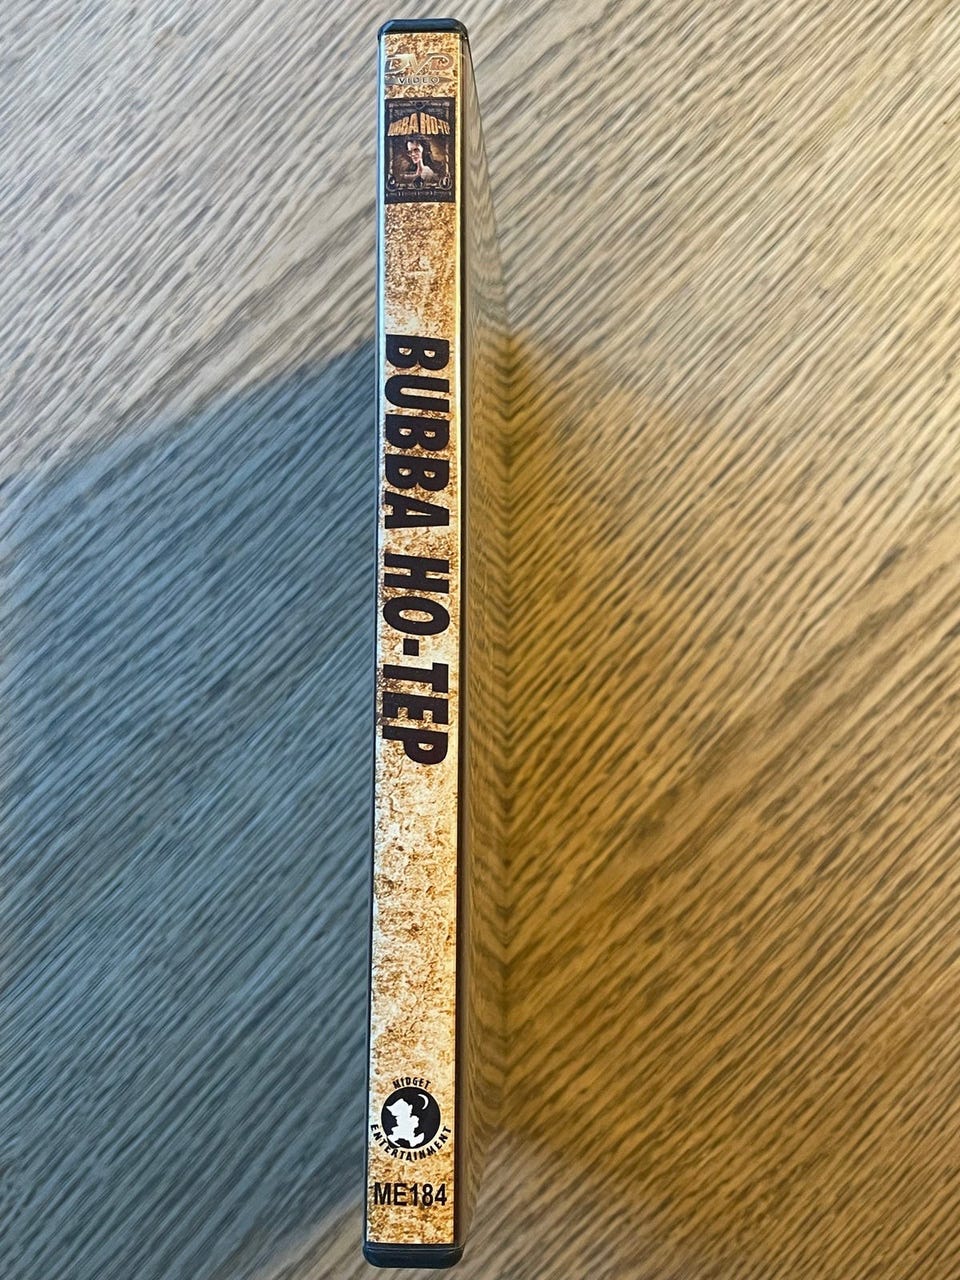 DVD
VIDEO
BUBBA HO-TEP
MIDGET
ENTERTAINMENT
ME184